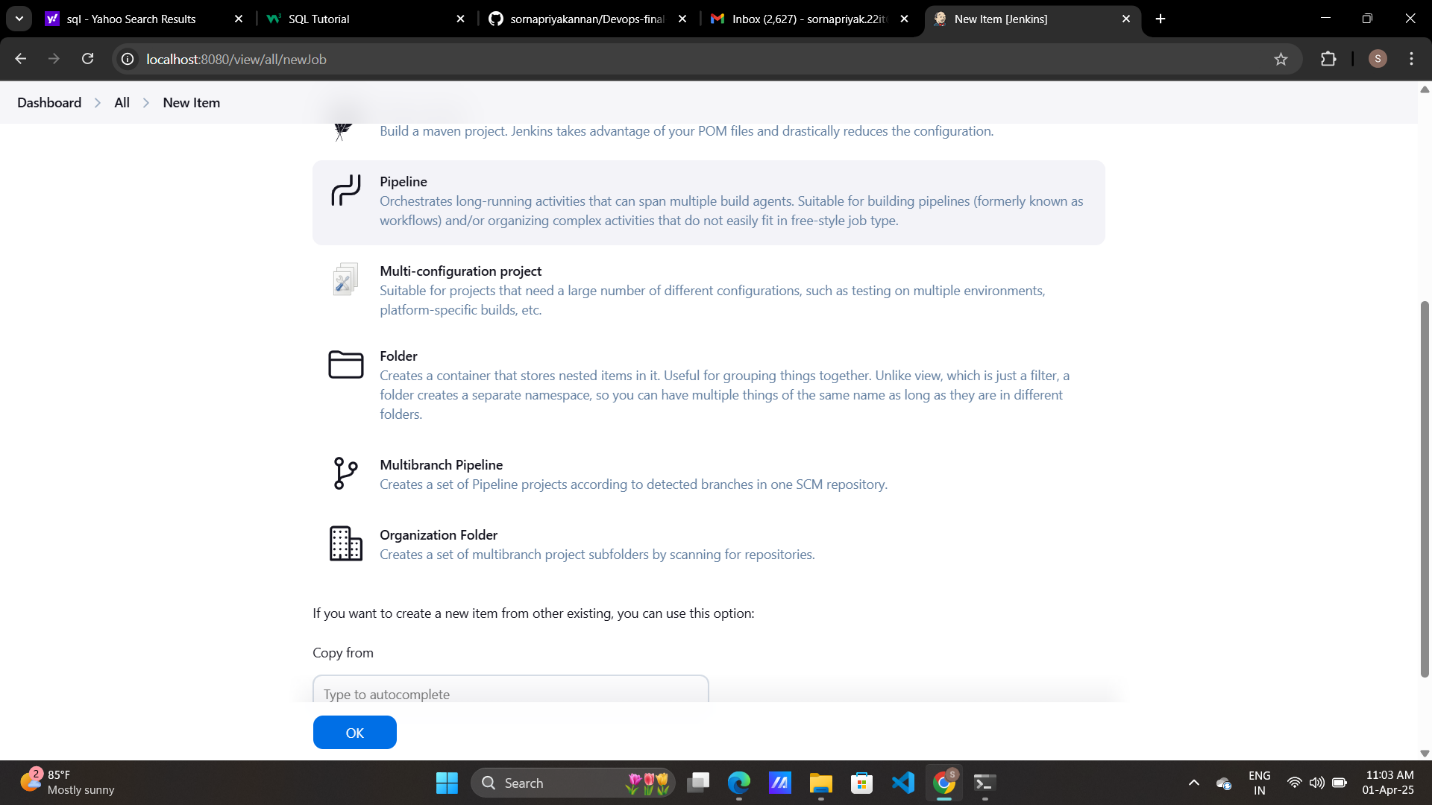 sql - Yahoo Search Results
SQL Tutorial
sornapriyakannan/Devops-final
Inbox (2,627) - sornapriyak.22it
New Item [Jenkins]
localhost:8080/view/all/newJob
S
Dashboard
All
New Item
Build a maven project. Jenkins takes advantage of your POM files and drastically reduces the configuration.
Pipeline
Orchestrates long-running activities that can span multiple build agents. Suitable for building pipelines (formerly known as
workflows) and/or organizing complex activities that do not easily fit in free-style job type.
Multi-configuration project
Suitable for projects that need a large number of different configurations, such as testing on multiple environments,
platform-specific builds, etc.
Folder
Creates a container that stores nested items in it. Useful for grouping things together. Unlike view, which is just a filter, a
folder creates a separate namespace, so you can have multiple things of the same name as long as they are in different
folders.
Multibranch Pipeline
Creates a set of Pipeline projects according to detected branches in one SCM repository.
Organization Folder
Creates a set of multibranch project subfolders by scanning for repositories.
If you want to create a new item from other existing, you can use this option:
Copy from
Type to autocomplete
OK
2
85°F
Mostly sunny
Search
S
ENG
IN
11:03 AM
01-Apr-25